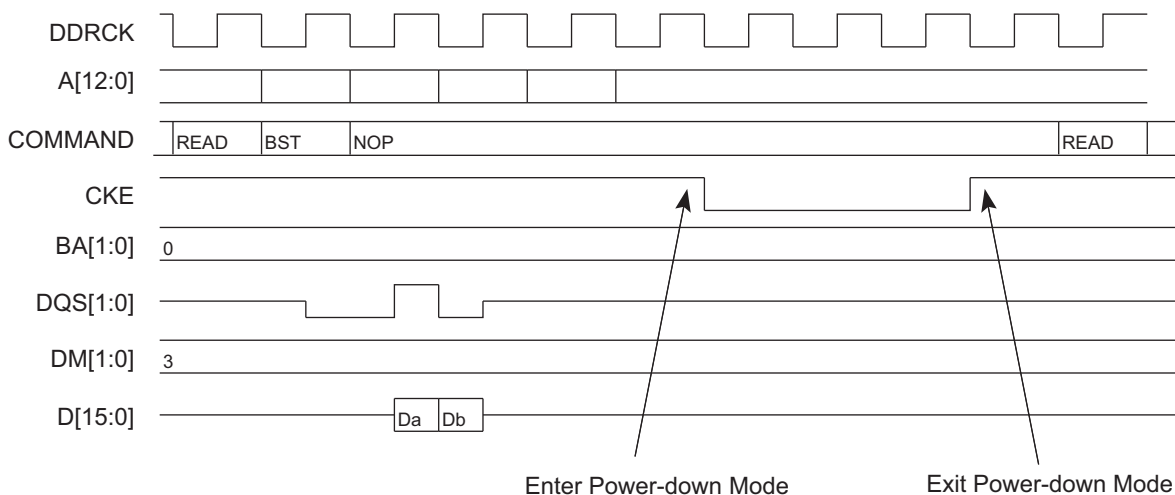 DDRCK
A[12:0]
COMMAND READ BST NOP READ
CKE
BA[1:0] 0
DQS[1:0]
DM[1:0] 3
D[15:0] Da Db
Enter Power-down Mode Exit Power-down Mode